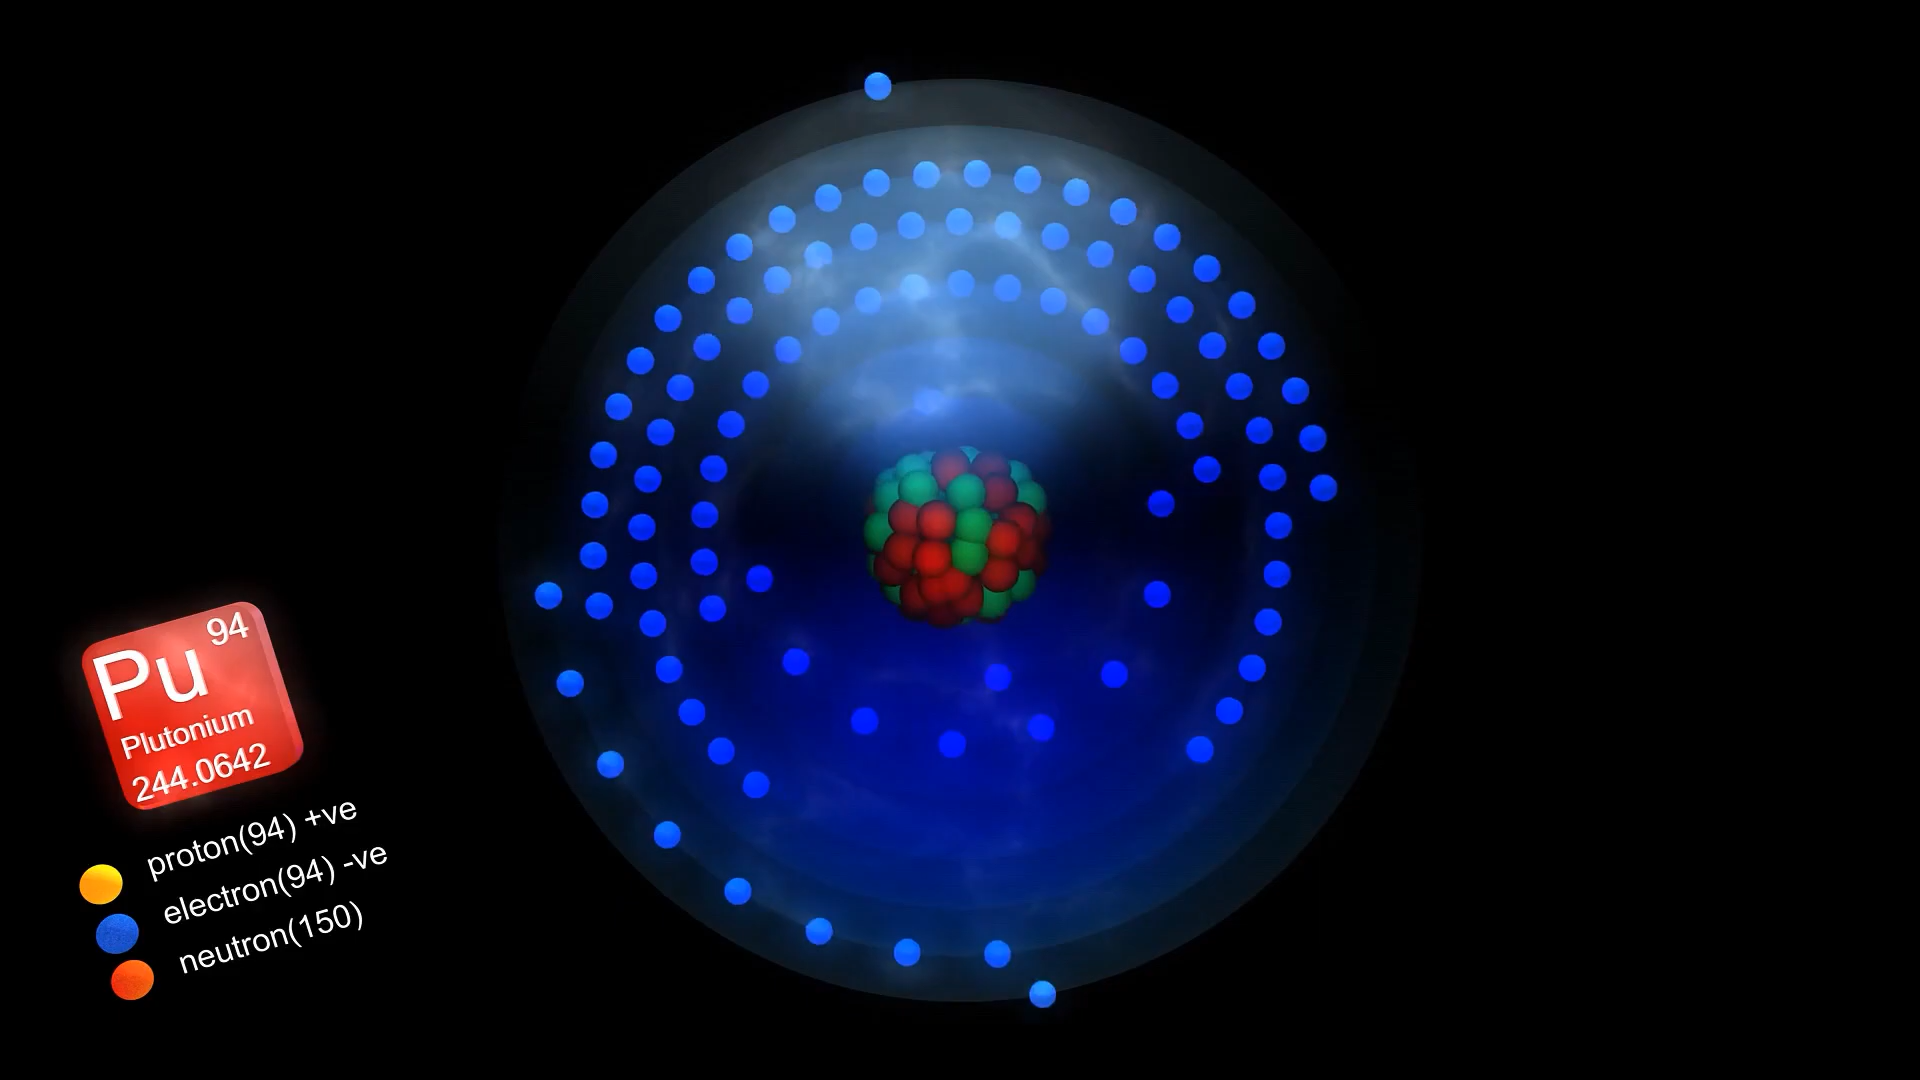 94
Pu
Plutonium
244.0642
proton(94) +ve
electron(94) -ve
neutron(150)